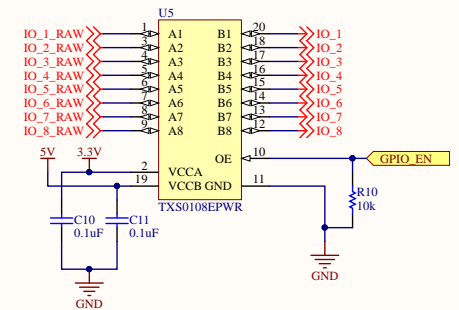 U5
IO_1_RAW 1 A1 B1 20 IO_1
IO_2_RAW 3 A2 B2 18 IO_2
IO_3_RAW 4 A3 B3 17 IO_3
IO_4_RAW 5 A4 B4 16 IO_4
IO_5_RAW 6 A5 B5 15 IO_5
IO_6_RAW 7 A6 B6 14 IO_6
IO_7_RAW 8 A7 B7 13 IO_7
IO_8_RAW 9 A8 B8 12 IO_8
5V 3.3V OE 10 GPIO_EN
2 VCCA
19 VCCB GND 11
R10
10k
TXS0108EPWR
C10 C11
0.1uF 0.1uF
GND
GND